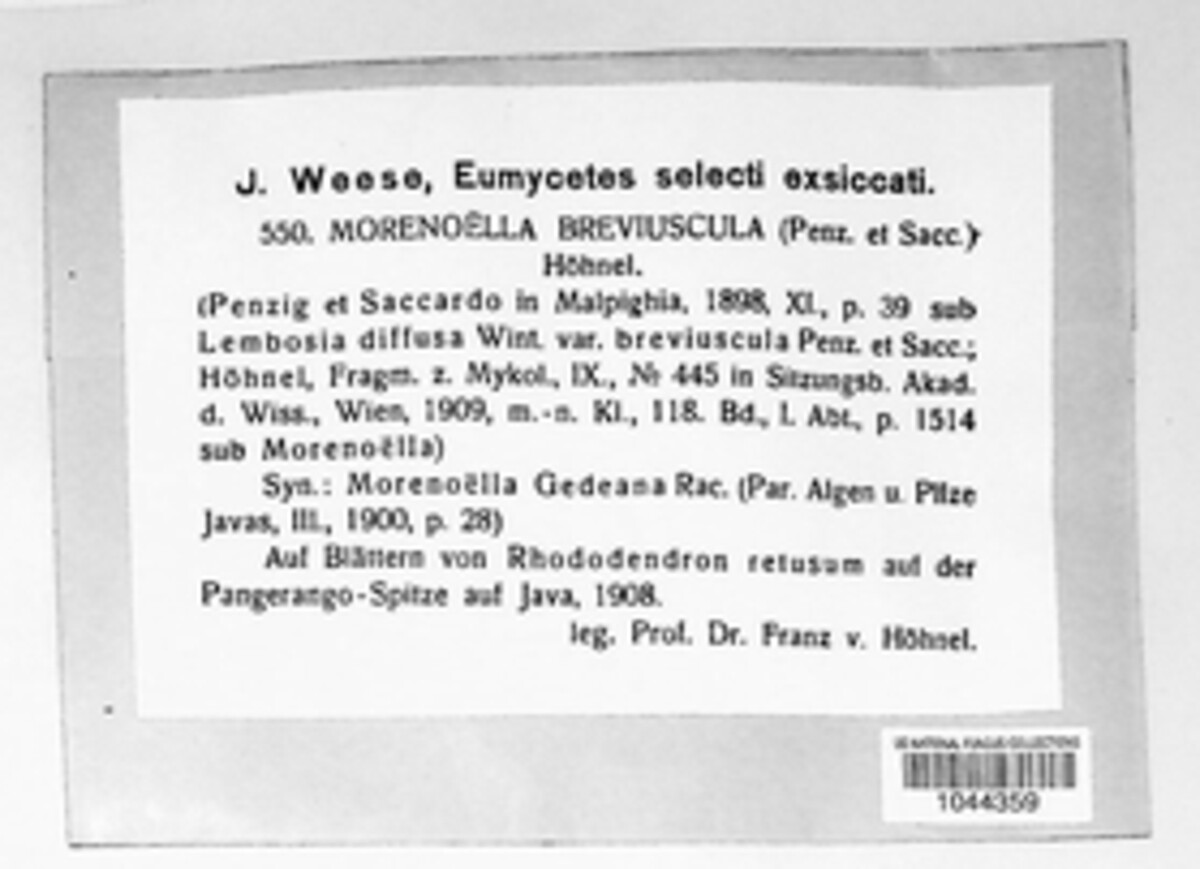 J. Weese, Eumycetes selecti exsiccati.
550. MORENOËLLA BREVIUSCULA (Penz. et Sacc.)
Höhnel.
(Penzig et Saccardo in Malpighia, 1898, XI., p. 39 sub
Lembosia diffusa Wint. var. breviuscula Penz. et Sacc.;
Höhnel, Fragm. z. Mykol., IX., № 445 in Sitzungsb. Akad.
d. Wiss., Wien, 1909, m.-n. Kl., 118. Bd., I. Abt., p. 1514
sub Morenoëlla)
Syn.: Morenoëlla Gedeana Rac. (Par. Algen u. Pilze
Javas, III., 1900, p. 28)
Auf Blättern von Rhododendron retusum auf der
Pangerango-Spitze auf Java, 1908.
leg. Prof. Dr. Franz v. Höhnel.
US NATIONAL FUNGUS COLLECTIONS
1044359